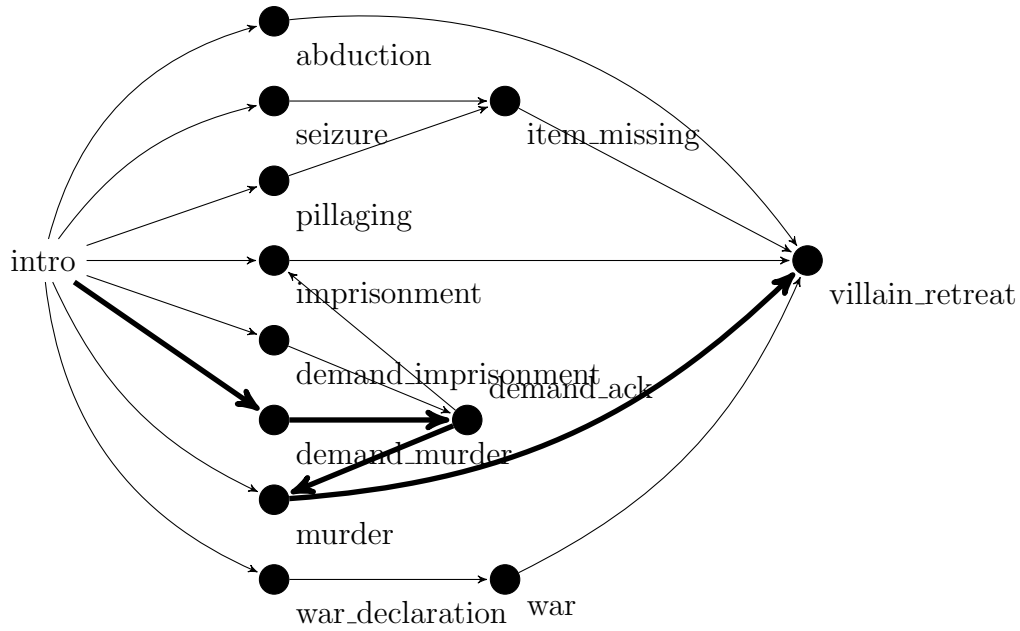 abduction
seizure
item_missing
pillaging
intro
imprisonment
villain_retreat
demand_imprisonment
demand_ack
demand_murder
murder
war_declaration
war